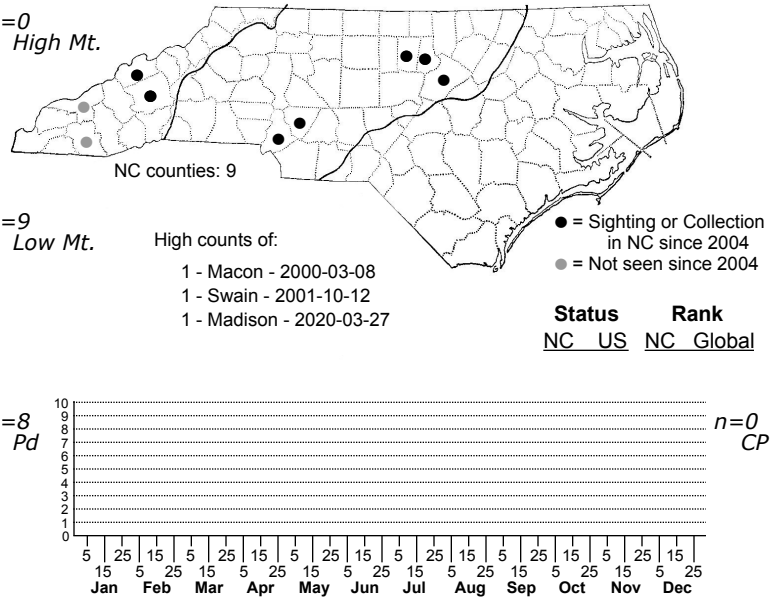 =0
High Mt.
NC counties: 9
=9
Low Mt.
High counts of:
1 - Macon - 2000-03-08
1 - Swain - 2001-10-12
1 - Madison - 2020-03-27
= Sighting or Collection
in NC since 2004
= Not seen since 2004
Status Rank
NC US NC Global
=8
Pd
n=0
CP
10
9
8
7
6
5
4
3
2
1
0
5 25 15 5 25 15 5 25 15 5 25 15 5 25 15 5 25 15
15 5 25 15 5 25 15 5 25 15 5 25 15 5 25 15 5 25
Jan Feb Mar Apr May Jun Jul Aug Sep Oct Nov Dec